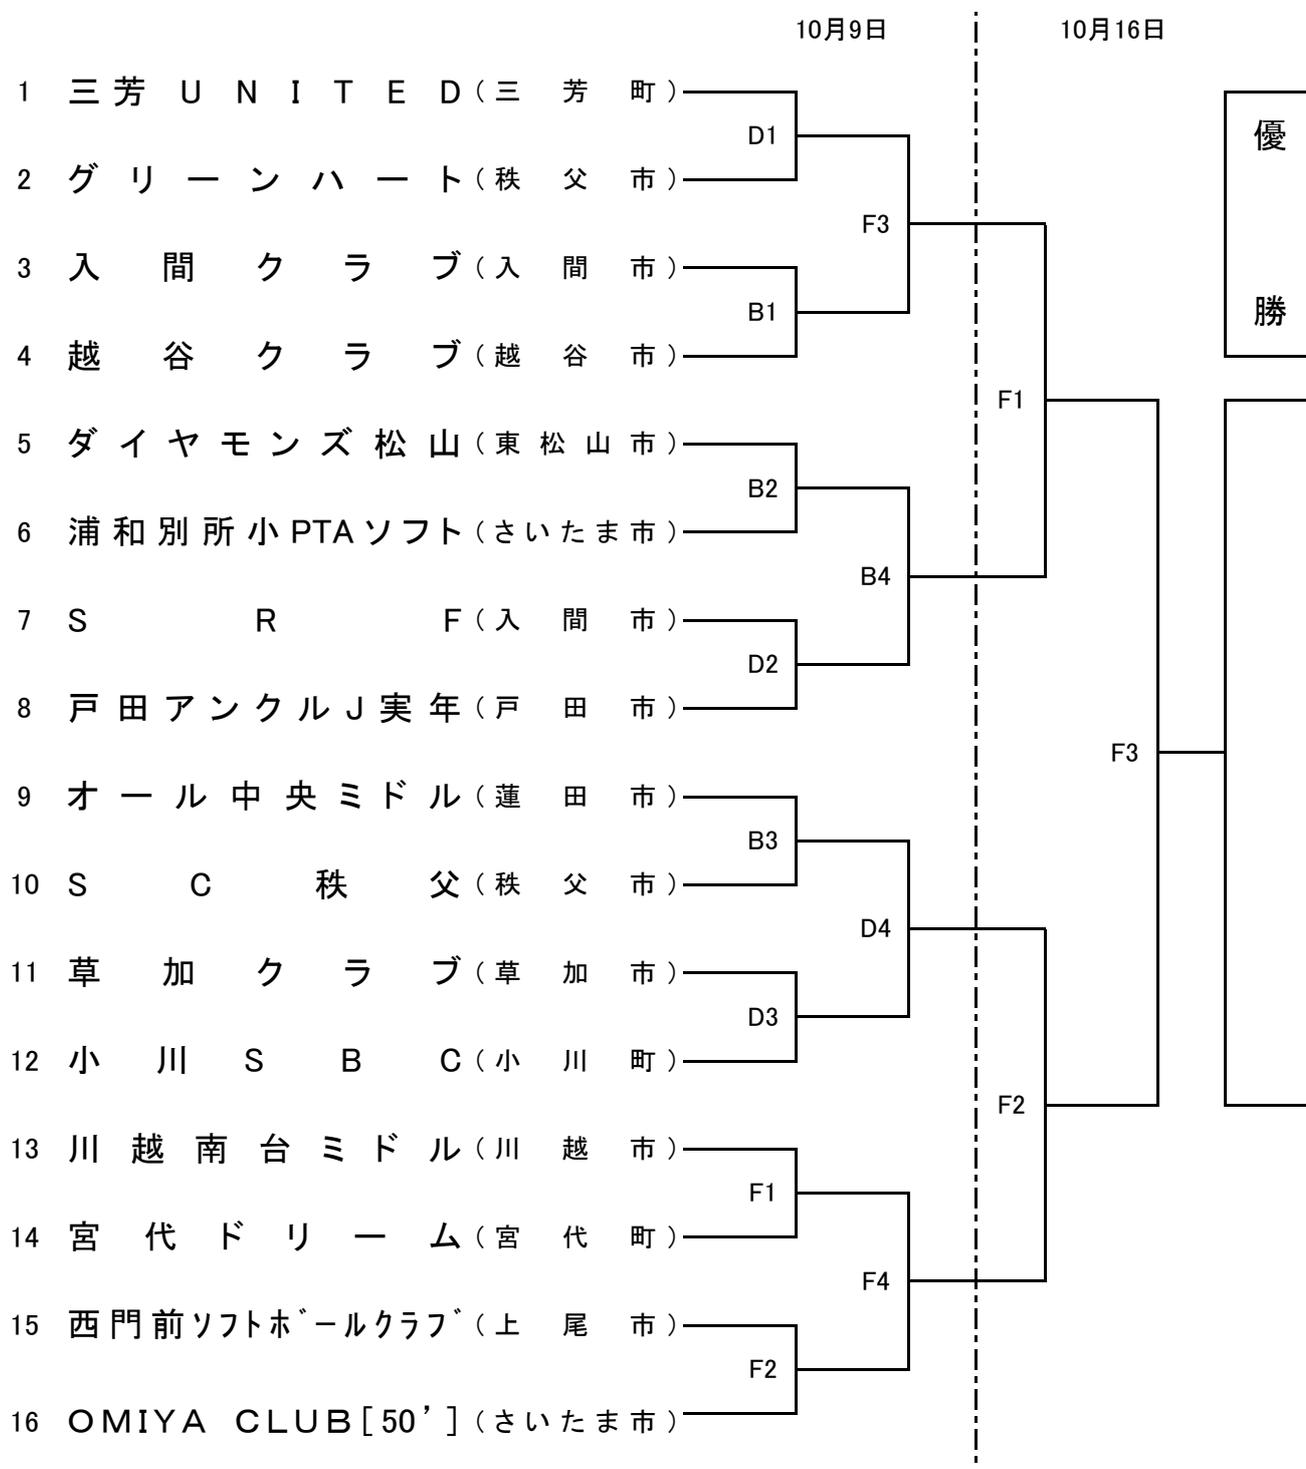 10月9日 10月16日
1 三芳UNITED（三芳町）
優
D1
2 グリーンハート（秩父市）
F3
3 入間クラブ（入間市）
B1
勝
4 越谷クラブ（越谷市）
F1
5 ダイヤモンズ松山（東松山市）
B2
6 浦和別所小PTAソフト（さいたま市）
B4
7 SRF（入間市）
D2
8 戸田アンクルJ実年（戸田市）
F3
9 オール中央ミドル（蓮田市）
B3
10 SC秩父（秩父市）
D4
11 草加クラブ（草加市）
D3
12 小川SBC（小川町）
F2
13 川越南台ミドル（川越市）
F1
14 宮代ドリーム（宮代町）
F4
15 西門前ソフトボールクラブ（上尾市）
F2
16 OMIYA CLUB[50’]（さいたま市）